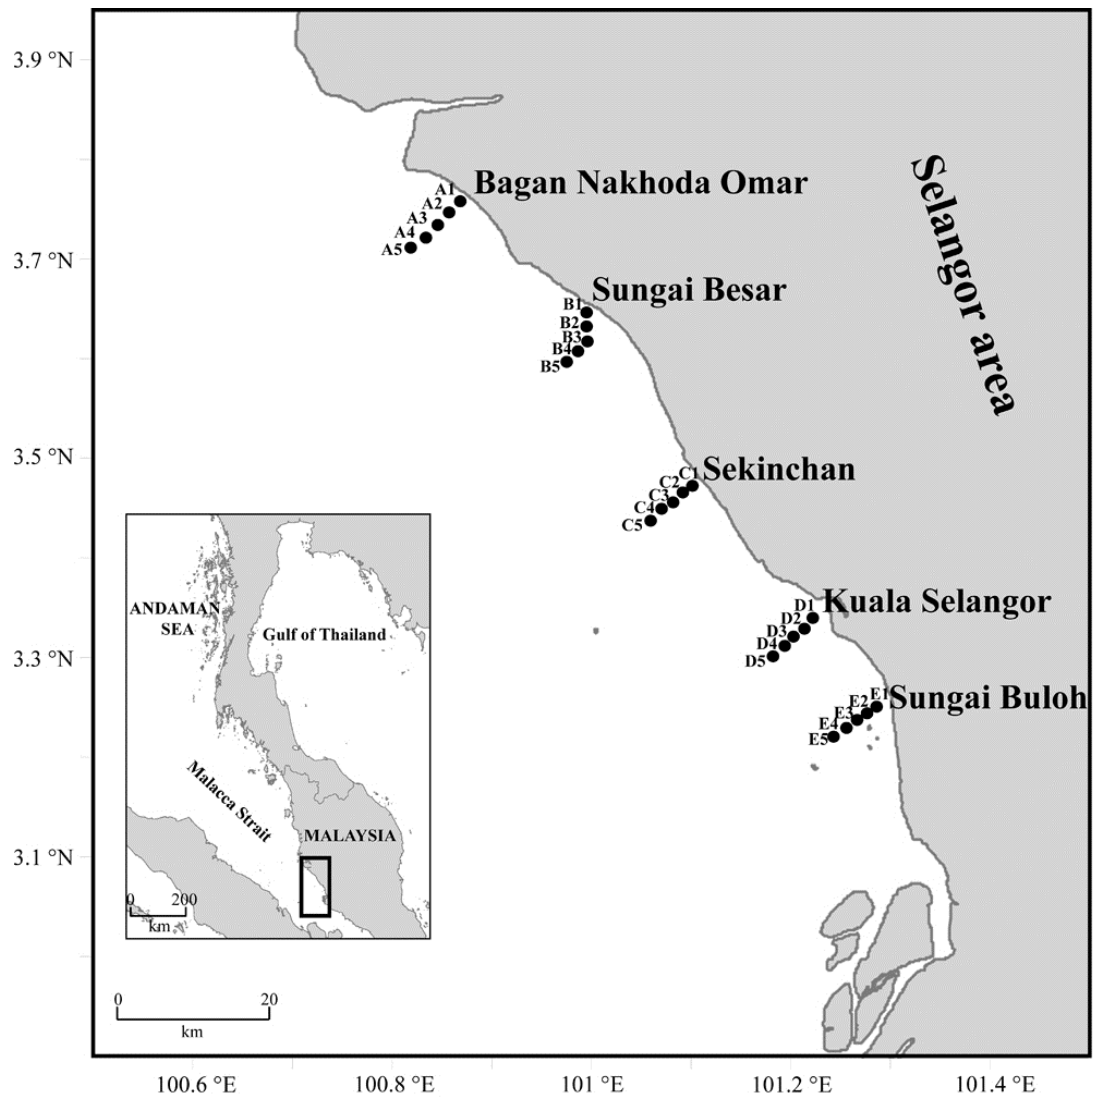 3.9 °N
Bagan Nakhoda Omar
A1
A2
A3
A4
A5
Selangor area
3.7 °N
Sungai Besar
B1
B2
B3
B4
B5
3.5 °N
Sekinchan
C1
C2
C3
C4
C5
Kuala Selangor
D1
D2
D3
D4
D5
3.3 °N
Sungai Buloh
E1
E2
E3
E4
E5
ANDAMAN
SEA
Gulf of Thailand
Malacca Strait
MALAYSIA
0 200
km
3.1 °N
0 20
km
100.6 °E 100.8 °E 101 °E 101.2 °E 101.4 °E